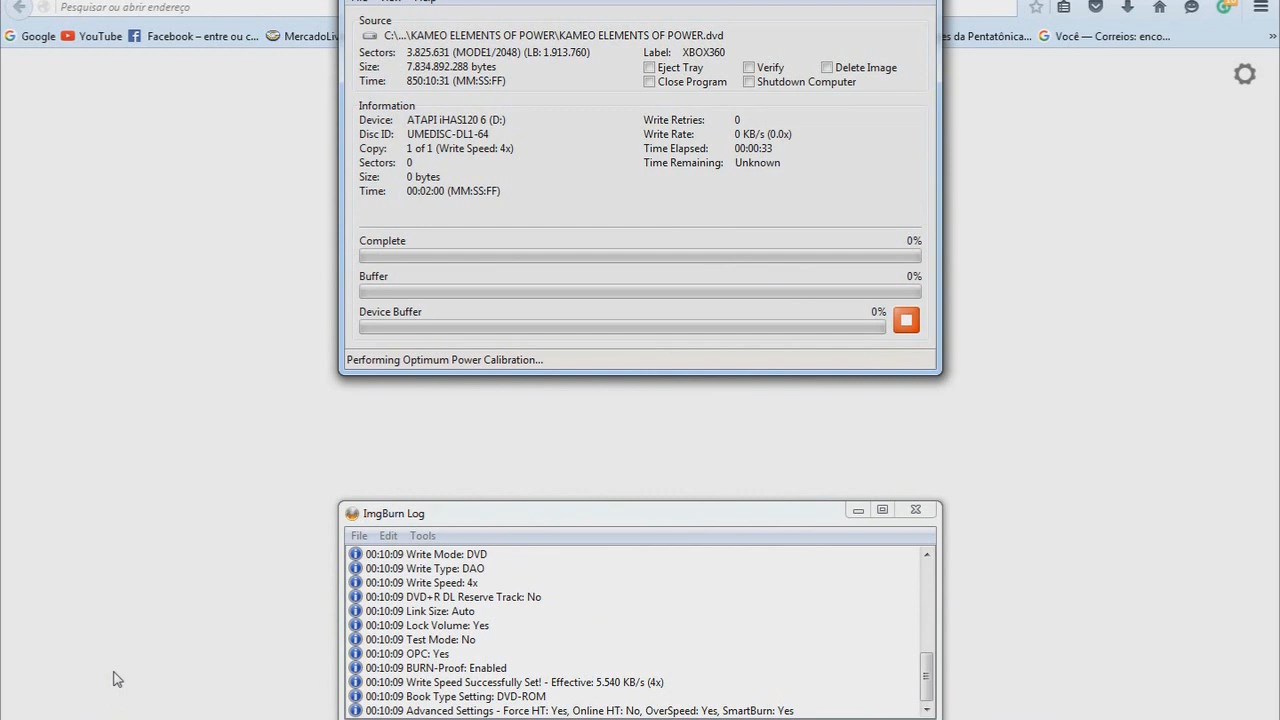 Pesquisar ou abrir endereço
Google YouTube Facebook – entre ou c... MercadoLiv
es da Pentatônica... Você — Correios: enco... »
Source
C:\...\KAMEO ELEMENTS OF POWER\KAMEO ELEMENTS OF POWER.dvd
Sectors: 3.825.631 (MODE1/2048) (LB: 1.913.760) Label: XBOX360
Size: 7.834.892.288 bytes Eject Tray Verify Delete Image
Time: 850:10:31 (MM:SS:FF) Close Program Shutdown Computer
Information
Device: ATAPI iHAS120 6 (D:) Write Retries: 0
Disc ID: UMEDISC-DL1-64 Write Rate: 0 KB/s (0.0x)
Copy: 1 of 1 (Write Speed: 4x) Time Elapsed: 00:00:33
Sectors: 0 Time Remaining: Unknown
Size: 0 bytes
Time: 00:02:00 (MM:SS:FF)
Complete 0%
Buffer 0%
Device Buffer 0%
Performing Optimum Power Calibration...
ImgBurn Log
File Edit Tools
00:10:09 Write Mode: DVD
00:10:09 Write Type: DAO
00:10:09 Write Speed: 4x
00:10:09 DVD+R DL Reserve Track: No
00:10:09 Link Size: Auto
00:10:09 Lock Volume: Yes
00:10:09 Test Mode: No
00:10:09 OPC: Yes
00:10:09 BURN-Proof: Enabled
00:10:09 Write Speed Successfully Set! - Effective: 5.540 KB/s (4x)
00:10:09 Book Type Setting: DVD-ROM
00:10:09 Advanced Settings - Force HT: Yes, Online HT: No, OverSpeed: Yes, SmartBurn: Yes